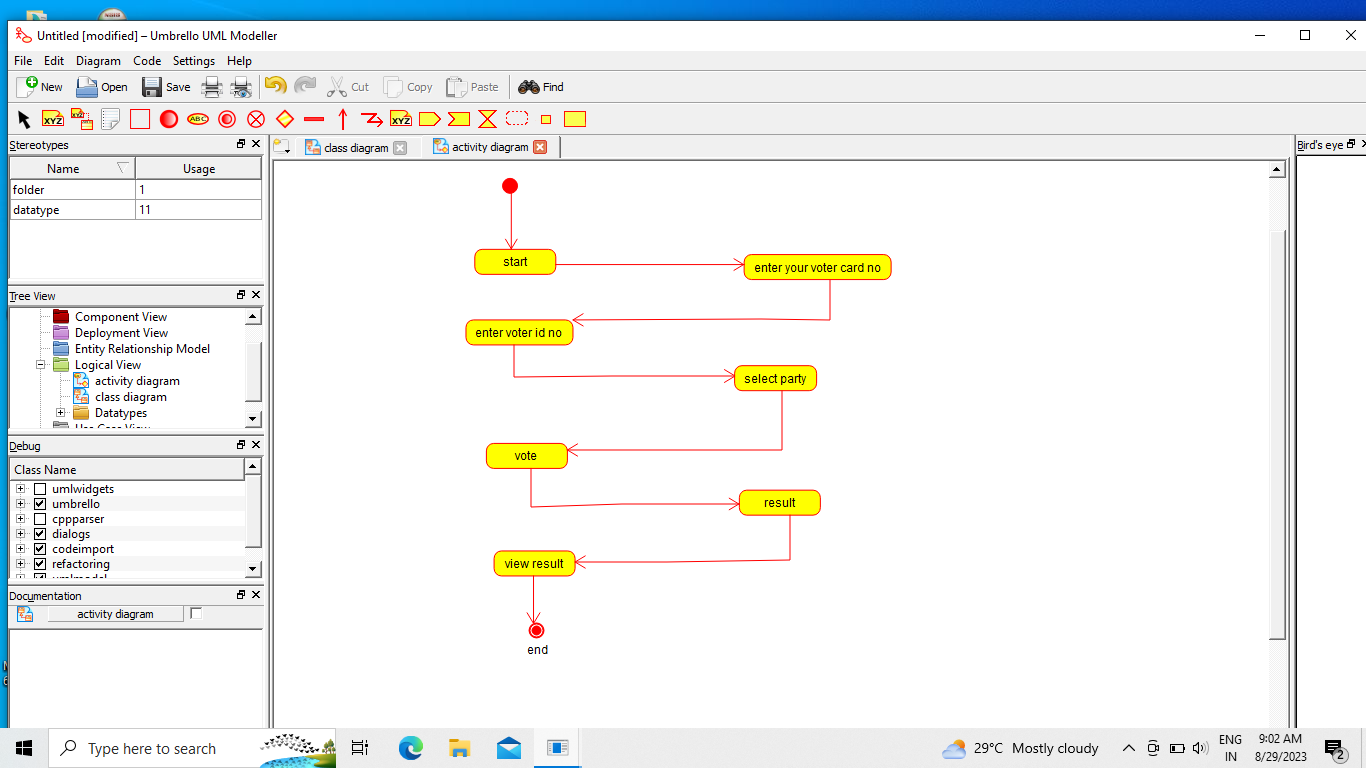 Untitled [modified] – Umbrello UML Modeller
File Edit Diagram Code Settings Help
New Open Save Cut Copy Paste Find
XYZ XYZ ABC XYZ
Stereotypes
class diagram activity diagram
Bird's eye
Name Usage
folder 1
datatype 11
Tree View
Component View
Deployment View
Entity Relationship Model
Logical View
activity diagram
class diagram
Datatypes
Use Case View
Debug
Class Name
umlwidgets
umbrello
cppparser
dialogs
codeimport
refactoring
umlmodel
Documentation
activity diagram
start
enter your voter card no
enter voter id no
select party
vote
result
view result
end
Type here to search
29°C Mostly cloudy
ENG
IN
9:02 AM
8/29/2023
2